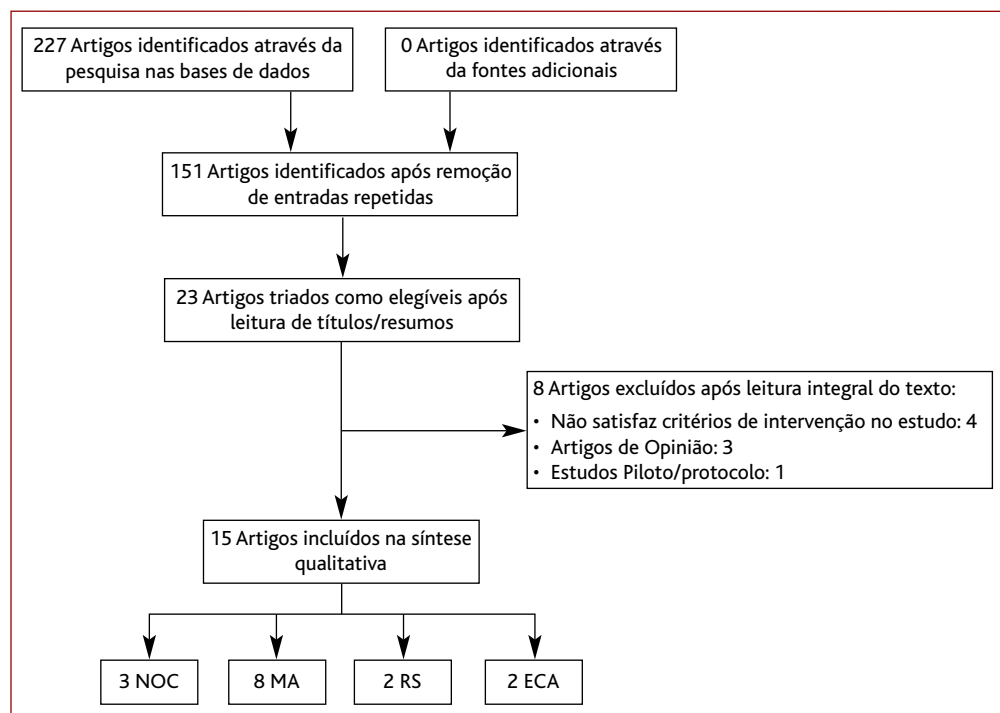 227 Artigos identificados através da
pesquisa nas bases de dados
0 Artigos identificados através
da fontes adicionais
151 Artigos identificados após remoção
de entradas repetidas
23 Artigos triados como elegíveis após
leitura de títulos/resumos
8 Artigos excluídos após leitura integral do texto:
• Não satisfaz critérios de intervenção no estudo: 4
• Artigos de Opinião: 3
• Estudos Piloto/protocolo: 1
15 Artigos incluídos na síntese
qualitativa
3 NOC
8 MA
2 RS
2 ECA